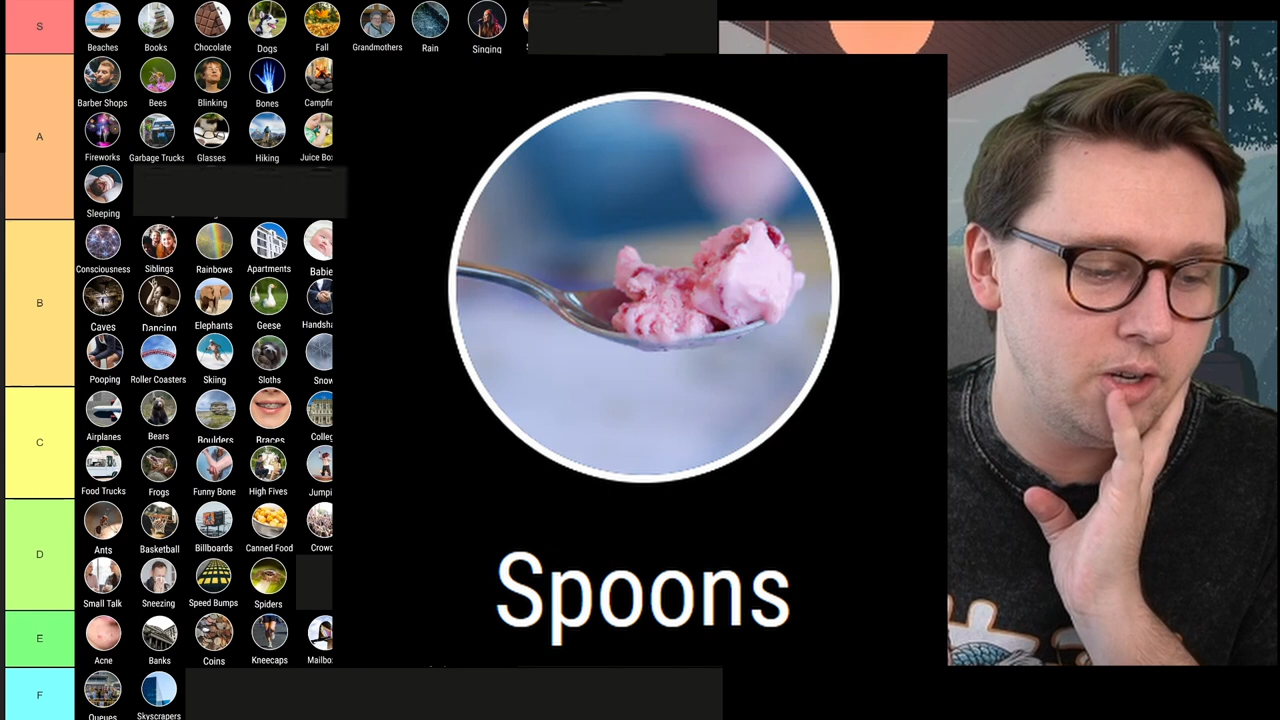 S
Beaches Books Chocolate Dogs Fall Grandmothers Rain Singing
A
Barber Shops Bees Blinking Bones
Fireworks Garbage Trucks Glasses Hiking
Sleeping
B
Consciousness Siblings Rainbows Apartments
Caves Dancing Elephants Geese
Pooping Roller Coasters Skiing Sloths Snow
C
Airplanes Bears Boulders Braces
Food Trucks Frogs Funny Bone High Fives
D
Ants Basketball Billboards Canned Food
Small Talk Sneezing Speed Bumps Spiders
E
Acne Banks Coins Kneecaps
F
Queues Skyscrapers
Spoons